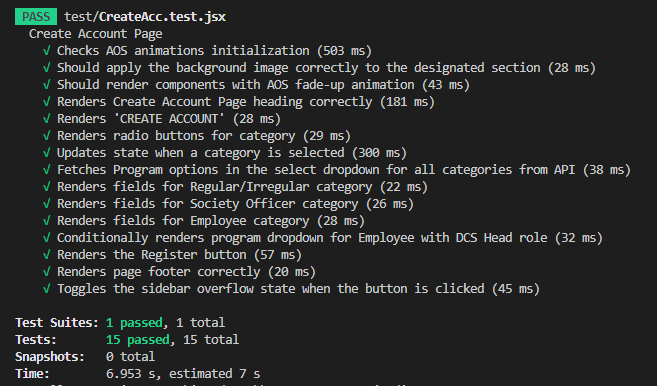 PASS test/CreateAcc.test.jsx
Create Account Page
√ Checks AOS animations initialization (503 ms)
√ Should apply the background image correctly to the designated section (28 ms)
√ Should render components with AOS fade-up animation (43 ms)
√ Renders Create Account Page heading correctly (181 ms)
√ Renders 'CREATE ACCOUNT' (28 ms)
√ Renders radio buttons for category (29 ms)
√ Updates state when a category is selected (300 ms)
√ Fetches Program options in the select dropdown for all categories from API (38 ms)
√ Renders fields for Regular/Irregular category (22 ms)
√ Renders fields for Society Officer category (26 ms)
√ Renders fields for Employee category (28 ms)
√ Conditionally renders program dropdown for Employee with DCS Head role (32 ms)
√ Renders the Register button (57 ms)
√ Renders page footer correctly (20 ms)
√ Toggles the sidebar overflow state when the button is clicked (45 ms)
Test Suites: 1 passed, 1 total
Tests: 15 passed, 15 total
Snapshots: 0 total
Time: 6.953 s, estimated 7 s